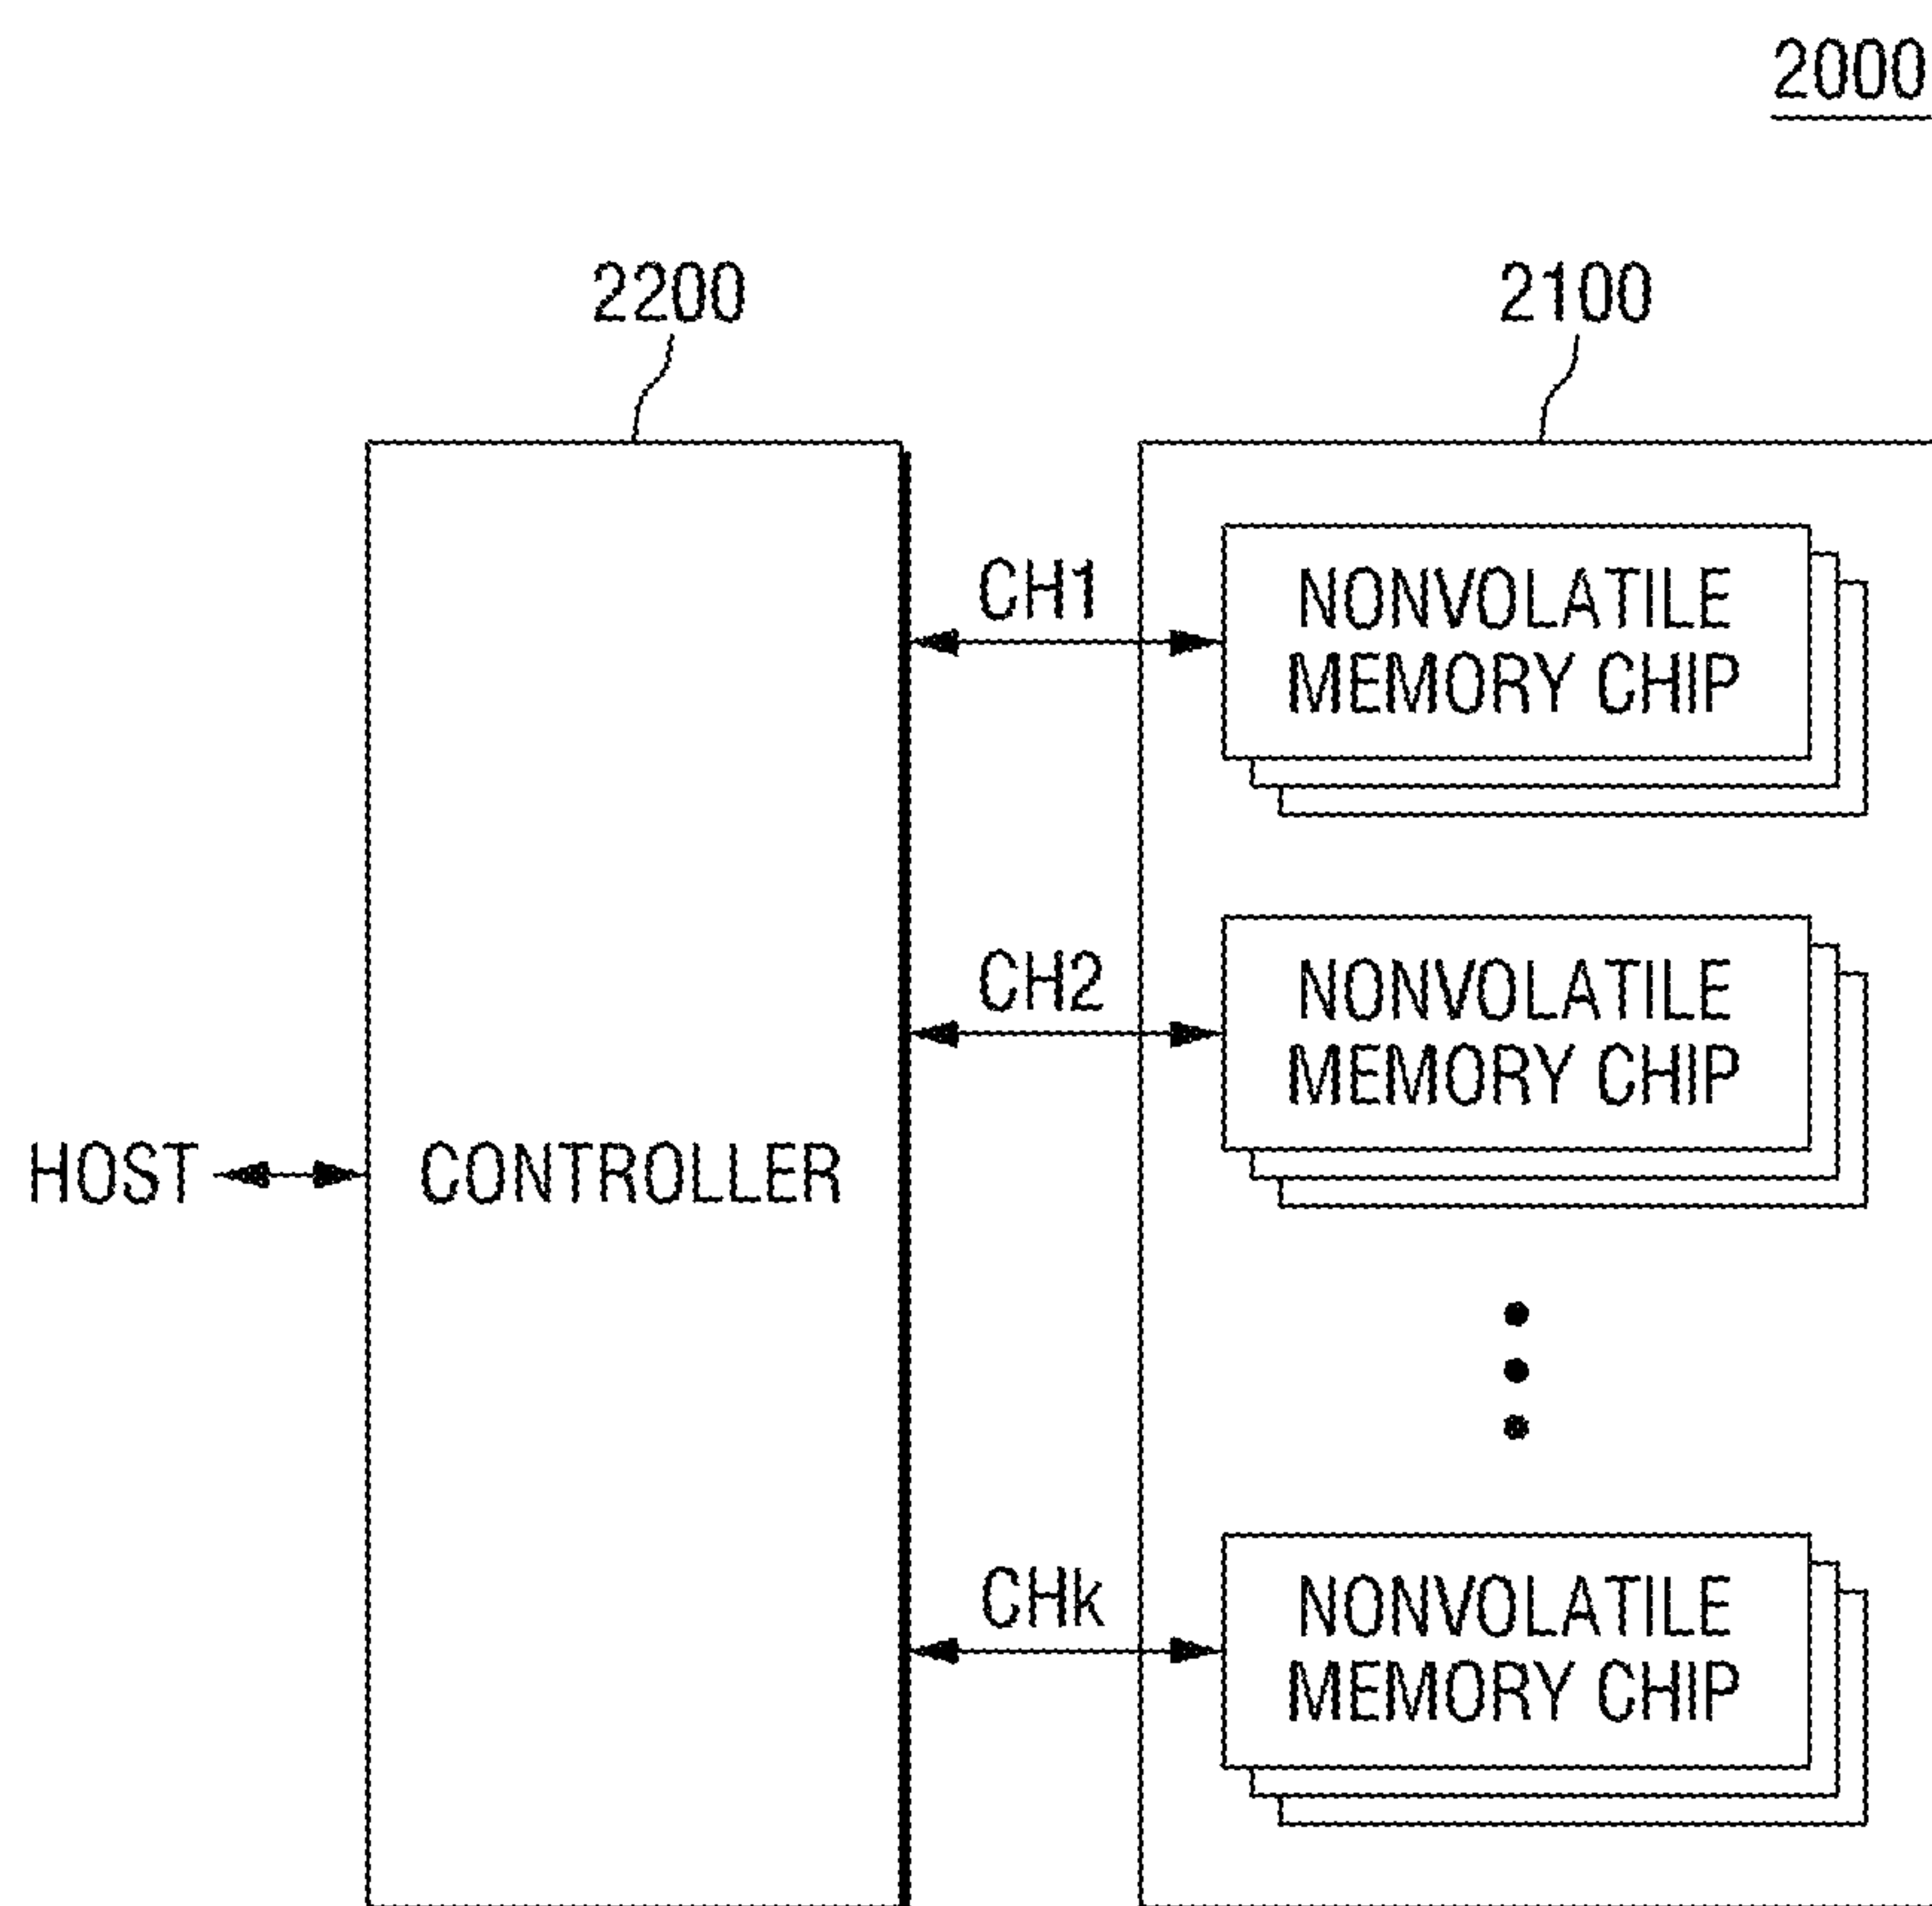 2000
2200
2100
CH1
NONVOLATILE
MEMORY CHIP
CH2
NONVOLATILE
MEMORY CHIP
HOST
CONTROLLER
CHk
NONVOLATILE
MEMORY CHIP